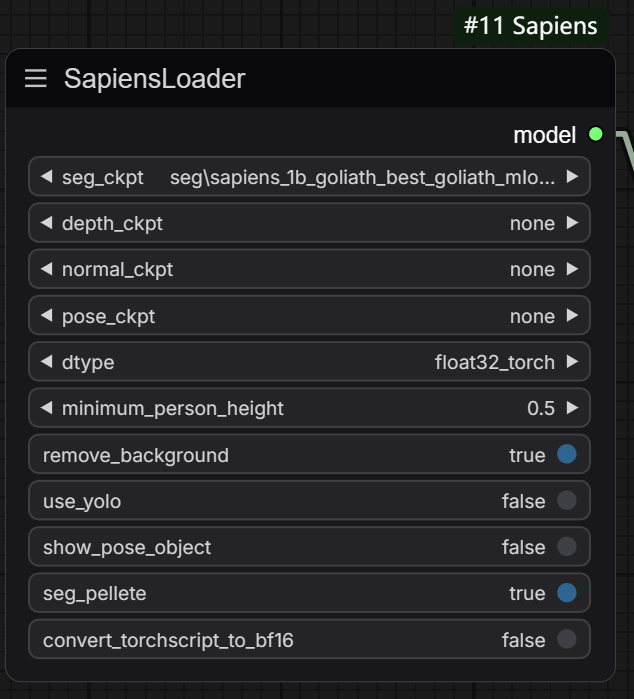 #11 Sapiens
SapiensLoader
model
seg_ckpt seg\sapiens_1b_goliath_best_goliath_mIo...
depth_ckpt none
normal_ckpt none
pose_ckpt none
dtype float32_torch
minimum_person_height 0.5
remove_background true
use_yolo false
show_pose_object false
seg_pellete true
convert_torchscript_to_bf16 false